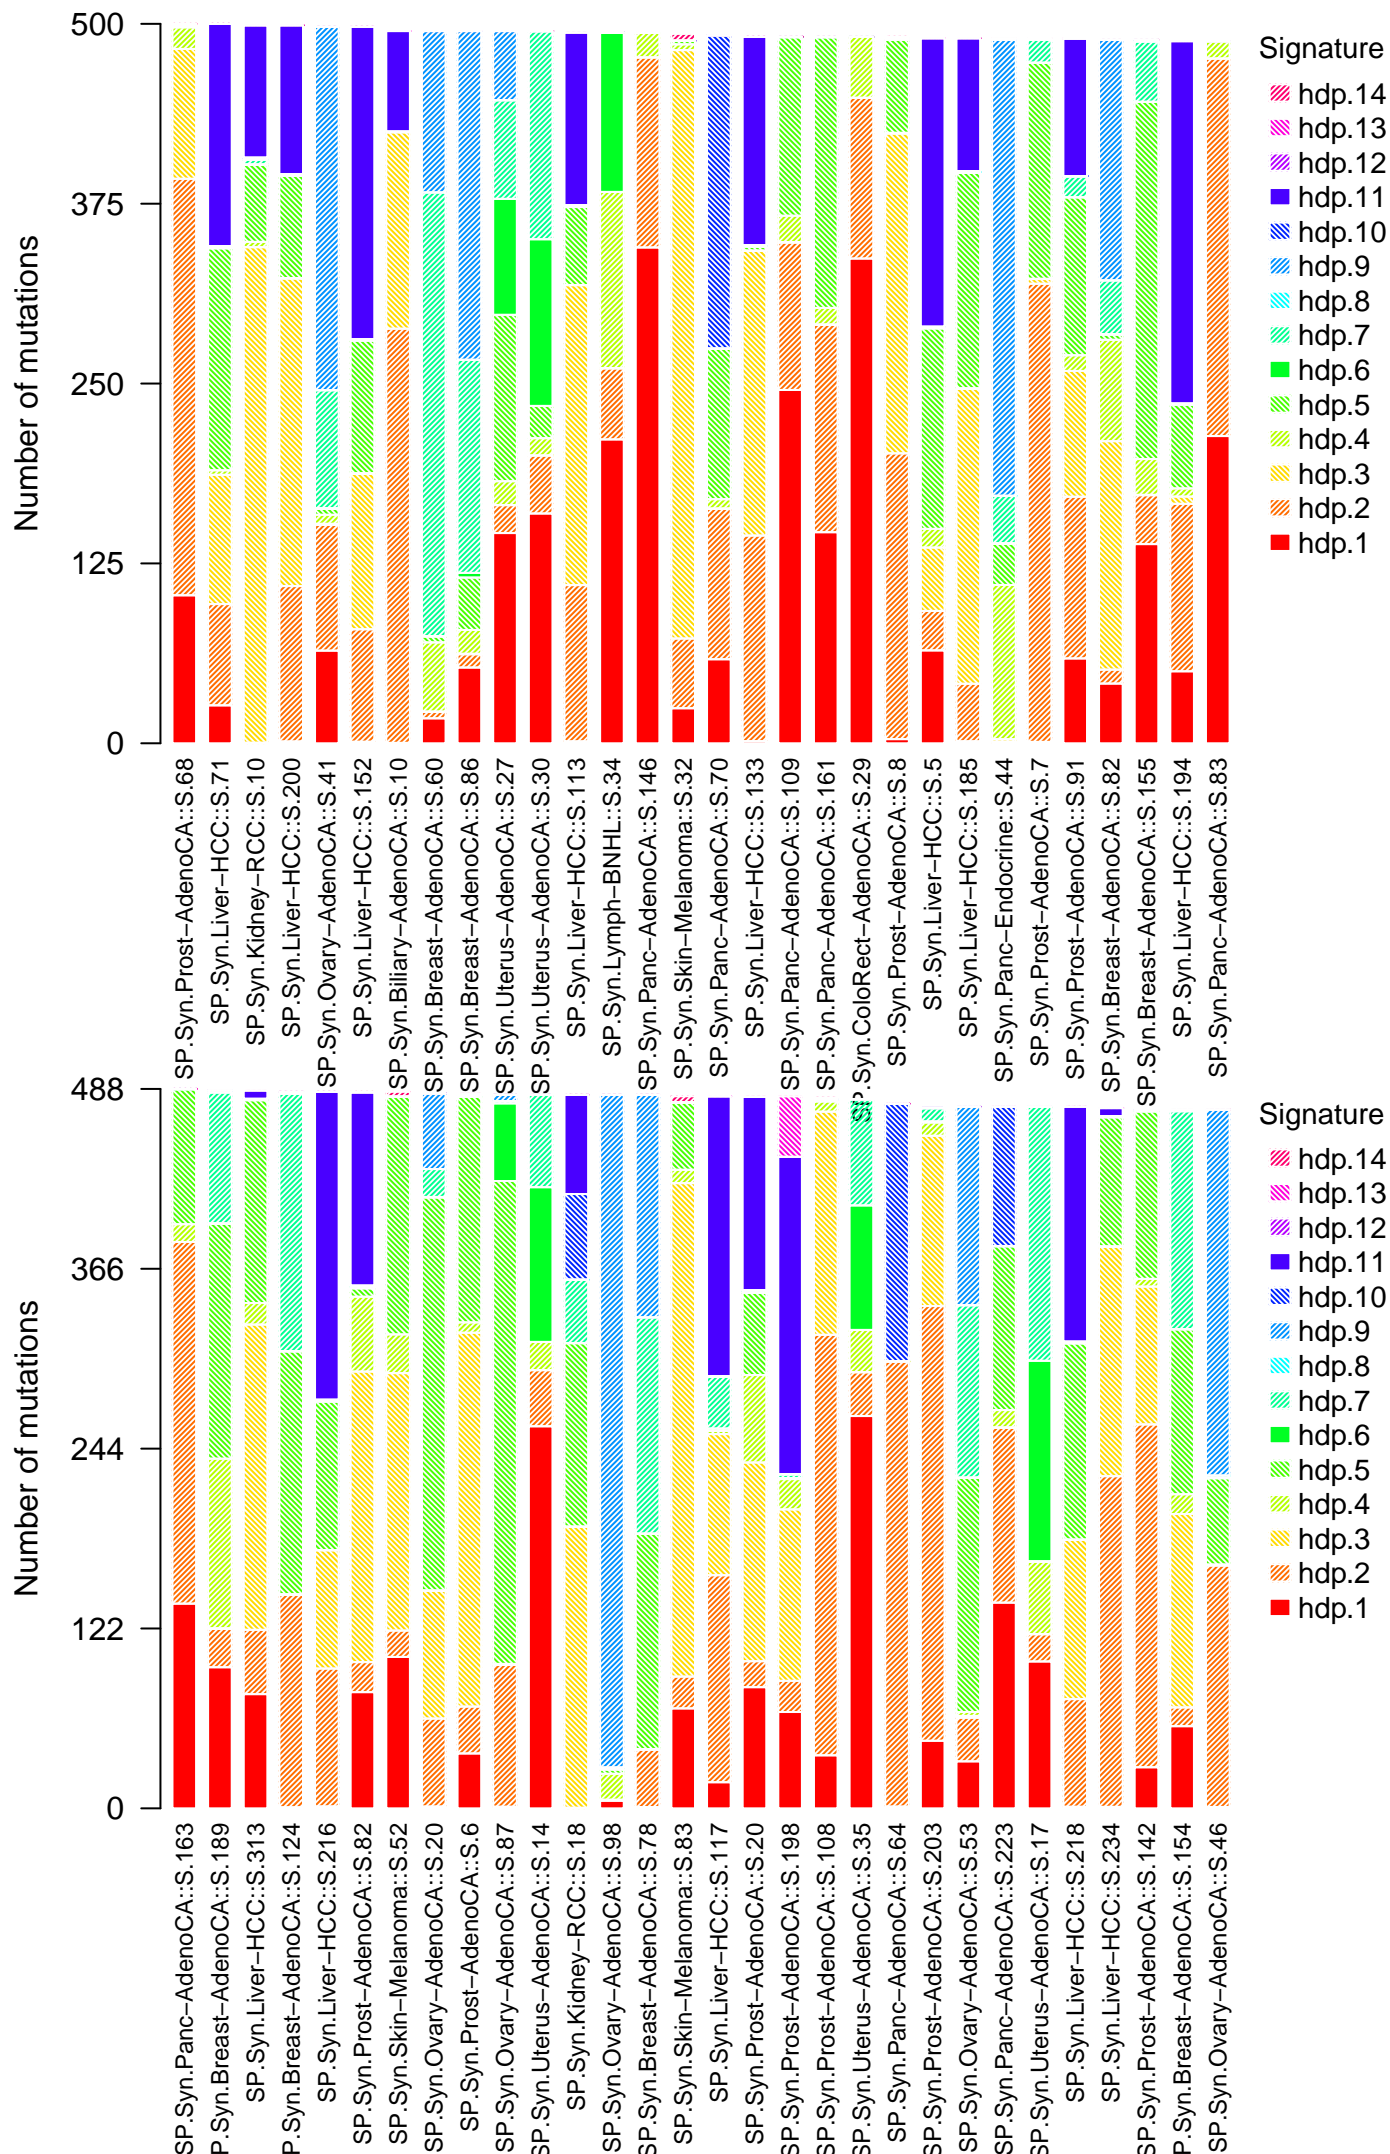 Number of mutations
500
375
250
125
0
Signature
hdp.14
hdp.13
hdp.12
hdp.11
hdp.10
hdp.9
hdp.8
hdp.7
hdp.6
hdp.5
hdp.4
hdp.3
hdp.2
hdp.1
SP.Syn.Prost−AdenoCA::S.68
SP.Syn.Liver−HCC::S.71
SP.Syn.Kidney−RCC::S.10
SP.Syn.Liver−HCC::S.200
SP.Syn.Ovary−AdenoCA::S.41
SP.Syn.Liver−HCC::S.152
SP.Syn.Biliary−AdenoCA::S.10
SP.Syn.Breast−AdenoCA::S.60
SP.Syn.Breast−AdenoCA::S.86
SP.Syn.Uterus−AdenoCA::S.27
SP.Syn.Uterus−AdenoCA::S.30
SP.Syn.Liver−HCC::S.113
SP.Syn.Lymph−BNHL::S.34
SP.Syn.Panc−AdenoCA::S.146
SP.Syn.Skin−Melanoma::S.32
SP.Syn.Panc−AdenoCA::S.70
SP.Syn.Liver−HCC::S.133
SP.Syn.Panc−AdenoCA::S.109
SP.Syn.Panc−AdenoCA::S.161
SP.Syn.ColoRect−AdenoCA::S.29
SP.Syn.Prost−AdenoCA::S.8
SP.Syn.Liver−HCC::S.5
SP.Syn.Liver−HCC::S.185
SP.Syn.Panc−Endocrine::S.44
SP.Syn.Prost−AdenoCA::S.7
SP.Syn.Prost−AdenoCA::S.91
SP.Syn.Breast−AdenoCA::S.82
SP.Syn.Breast−AdenoCA::S.155
SP.Syn.Liver−HCC::S.194
SP.Syn.Panc−AdenoCA::S.83
Number of mutations
488
366
244
122
0
Signature
hdp.14
hdp.13
hdp.12
hdp.11
hdp.10
hdp.9
hdp.8
hdp.7
hdp.6
hdp.5
hdp.4
hdp.3
hdp.2
hdp.1
SP.Syn.Panc−AdenoCA::S.163
P.Syn.Breast−AdenoCA::S.189
SP.Syn.Liver−HCC::S.313
P.Syn.Breast−AdenoCA::S.124
SP.Syn.Liver−HCC::S.216
SP.Syn.Prost−AdenoCA::S.82
SP.Syn.Skin−Melanoma::S.52
SP.Syn.Ovary−AdenoCA::S.20
SP.Syn.Prost−AdenoCA::S.6
SP.Syn.Ovary−AdenoCA::S.87
SP.Syn.Uterus−AdenoCA::S.14
SP.Syn.Kidney−RCC::S.18
SP.Syn.Ovary−AdenoCA::S.98
SP.Syn.Breast−AdenoCA::S.78
SP.Syn.Skin−Melanoma::S.83
SP.Syn.Liver−HCC::S.117
SP.Syn.Prost−AdenoCA::S.20
SP.Syn.Prost−AdenoCA::S.198
SP.Syn.Prost−AdenoCA::S.108
SP.Syn.Uterus−AdenoCA::S.35
SP.Syn.Panc−AdenoCA::S.64
SP.Syn.Prost−AdenoCA::S.203
SP.Syn.Ovary−AdenoCA::S.53
SP.Syn.Panc−AdenoCA::S.223
SP.Syn.Uterus−AdenoCA::S.17
SP.Syn.Liver−HCC::S.218
SP.Syn.Liver−HCC::S.234
SP.Syn.Prost−AdenoCA::S.142
P.Syn.Breast−AdenoCA::S.154
SP.Syn.Ovary−AdenoCA::S.46